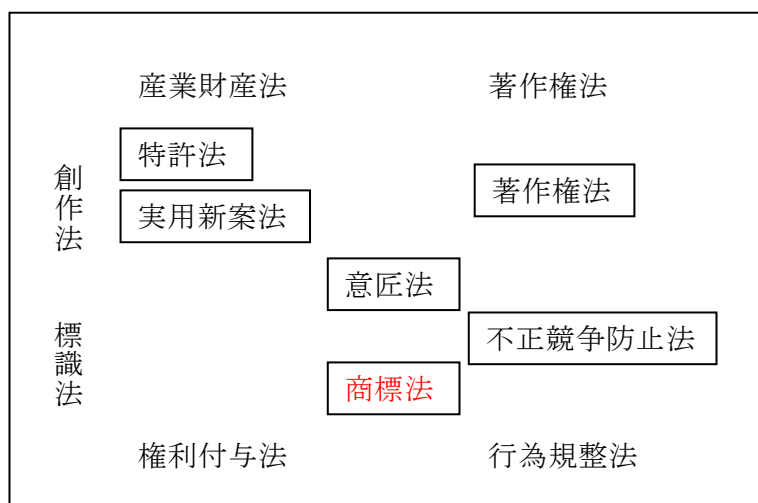 産業財産法
著作権法
特許法
創作法
著作権法
実用新案法
意匠法
不正競争防止法
標識法
商標法
権利付与法
行為規整法